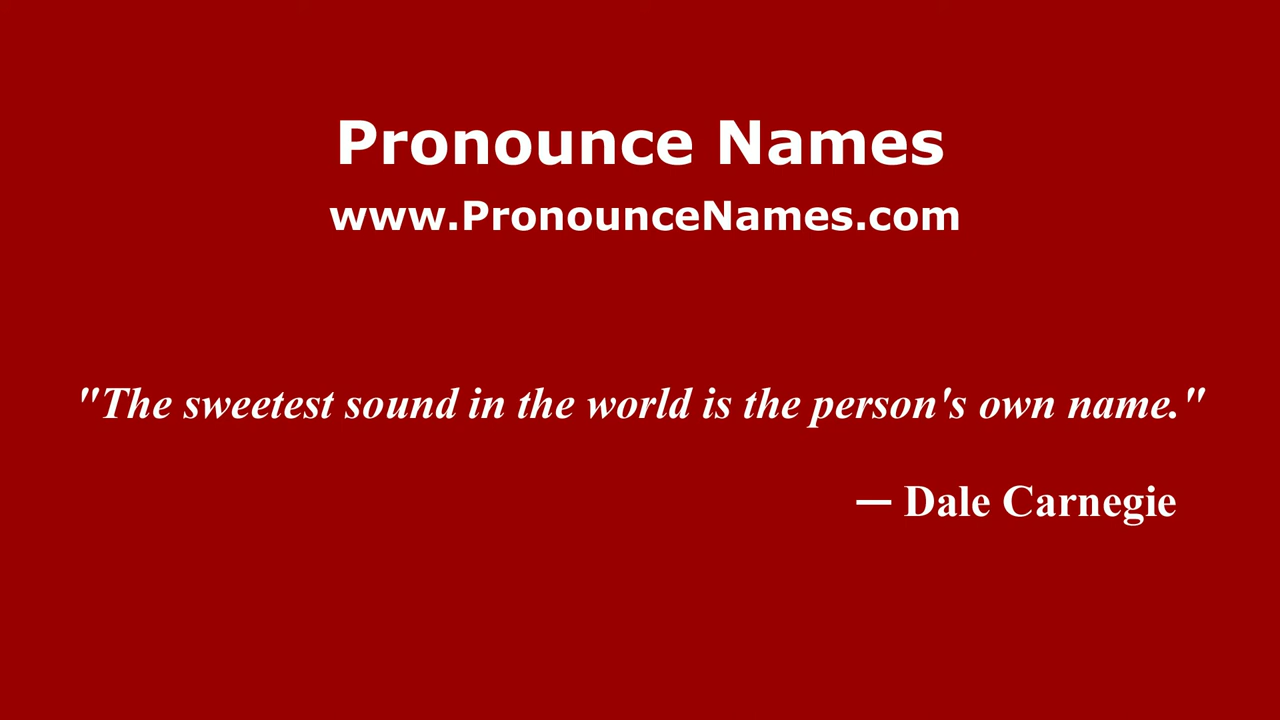 Pronounce Names
www.PronounceNames.com
"The sweetest sound in the world is the person's own name."
— Dale Carnegie